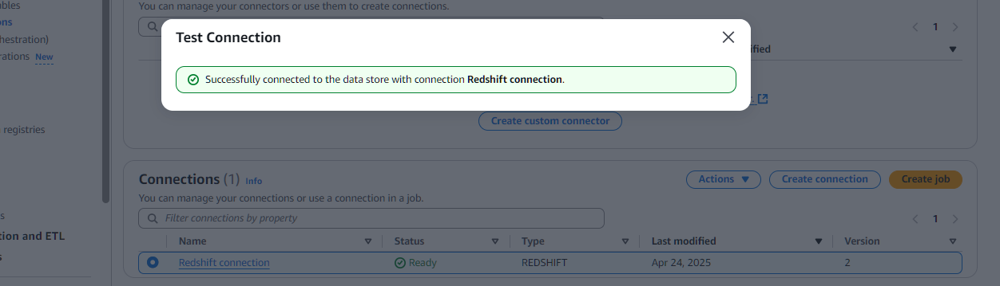 ables
You can manage your connectors or use them to create connections.
ons
Test Connection
1
hestration)
ified
rations New
Successfully connected to the data store with connection Redshift connection.
registries
Create custom connector
Connections (1) Info
Actions
Create connection
Create job
You can manage your connections or use a connection in a job.
s
Filter connections by property
1
tion and ETL
Name Status Type Last modified Version
s
Redshift connection Ready REDSHIFT Apr 24, 2025 2